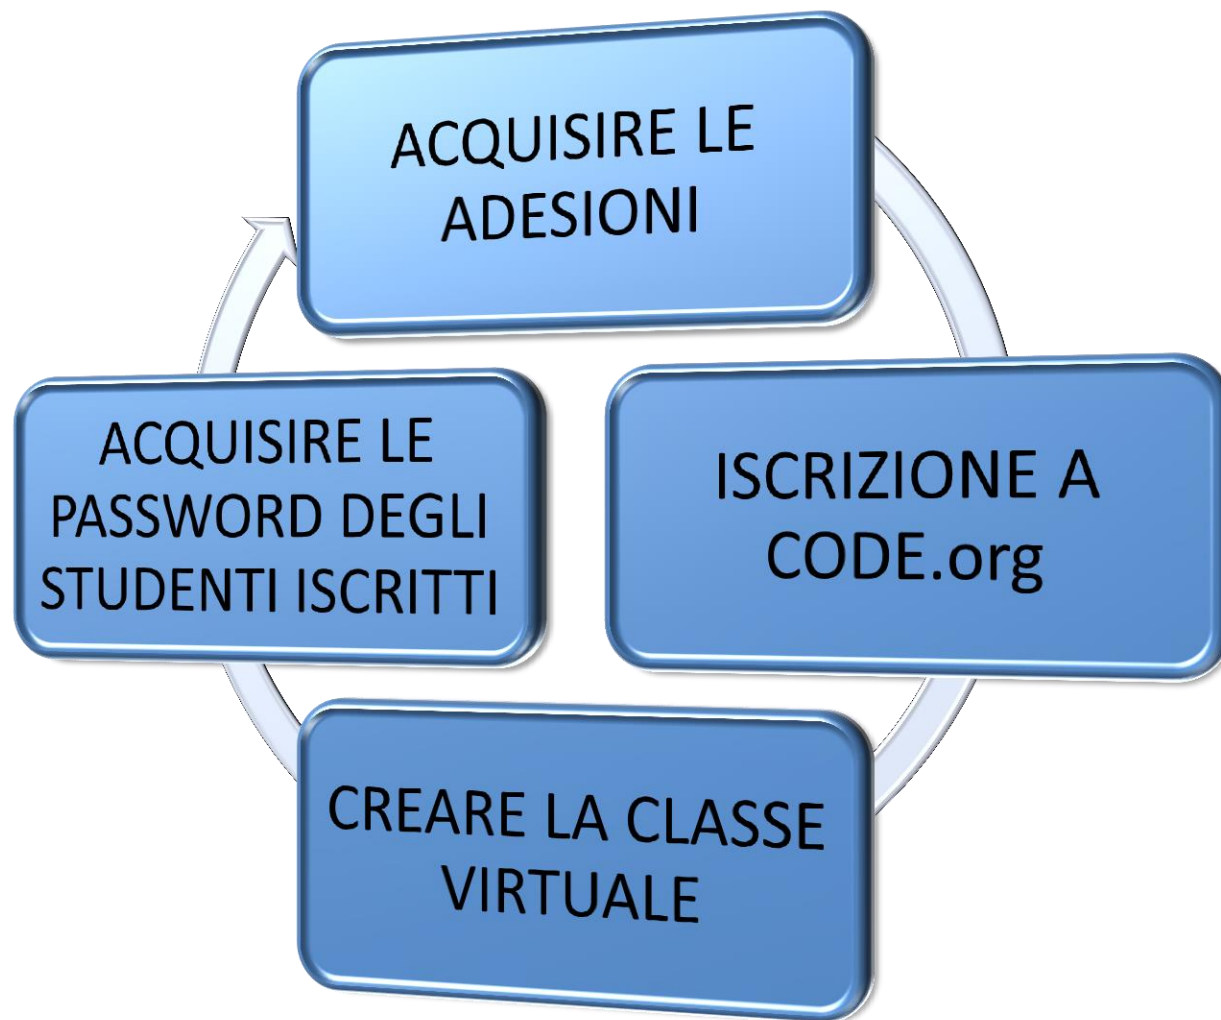 ACQUISIRE LE
ADESIONI
ISCRIZIONE A
CODE.org
CREARE LA CLASSE
VIRTUALE
ACQUISIRE LE
PASSWORD DEGLI
STUDENTI ISCRITTI